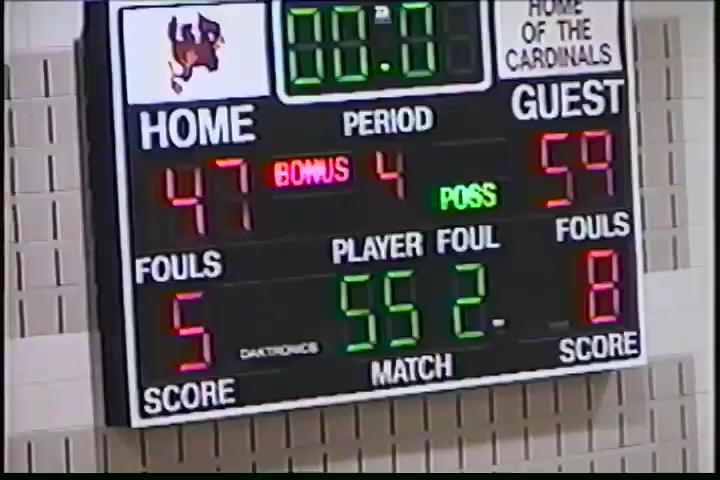 HOME
OF THE
CARDINALS
00.0
HOME
PERIOD
GUEST
47
BONUS
4
POSS
59
FOULS
PLAYER FOUL
FOULS
5
DAKTRONICS
55
2
8
SCORE
MATCH
SCORE